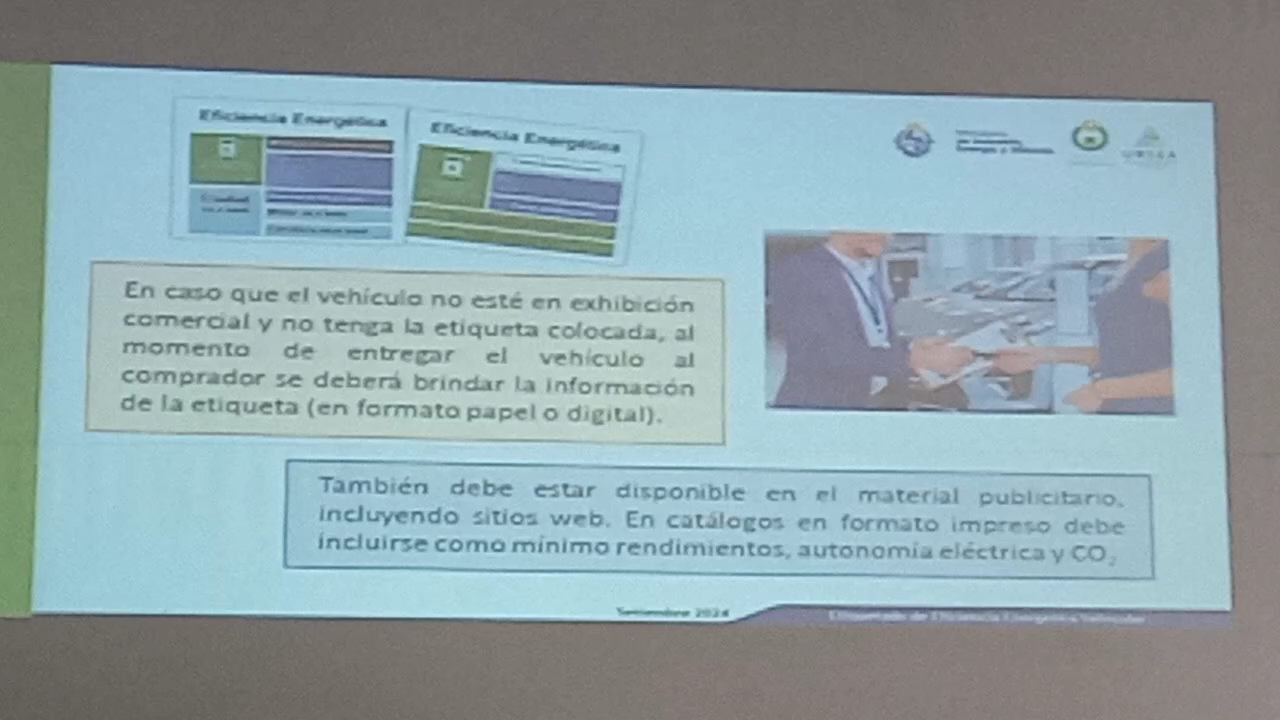 Eficiencia Energética
Eficiencia Energética
En caso que el vehículo no esté en exhibición
comercial y no tenga la etiqueta colocada, al
momento de entregar el vehículo al
comprador se deberá brindar la información
de la etiqueta (en formato papel o digital).
También debe estar disponible en el material publicitario,
incluyendo sitios web. En catálogos en formato impreso debe
incluirse como mínimo rendimientos, autonomía eléctrica y CO₂
Setiembre 2024